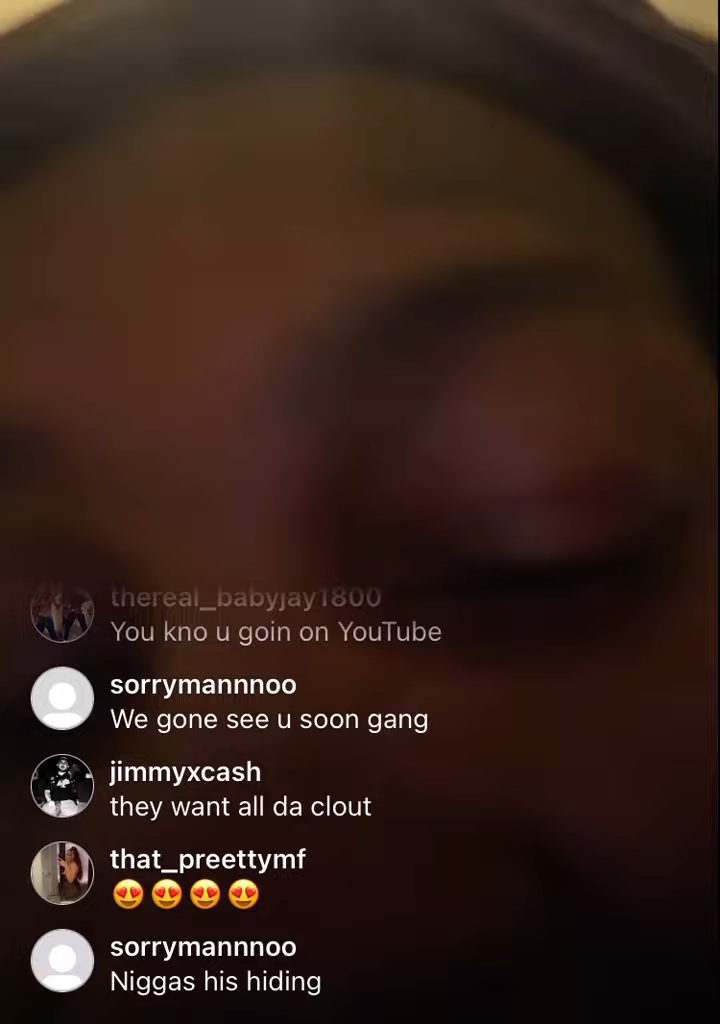 thereal_babyjay1800
You kno u goin on YouTube
sorrymannnoo
We gone see u soon gang
jimmyxcash
they want all da clout
that_preettymf
😍😍😍😍
sorrymannnoo
Niggas his hiding